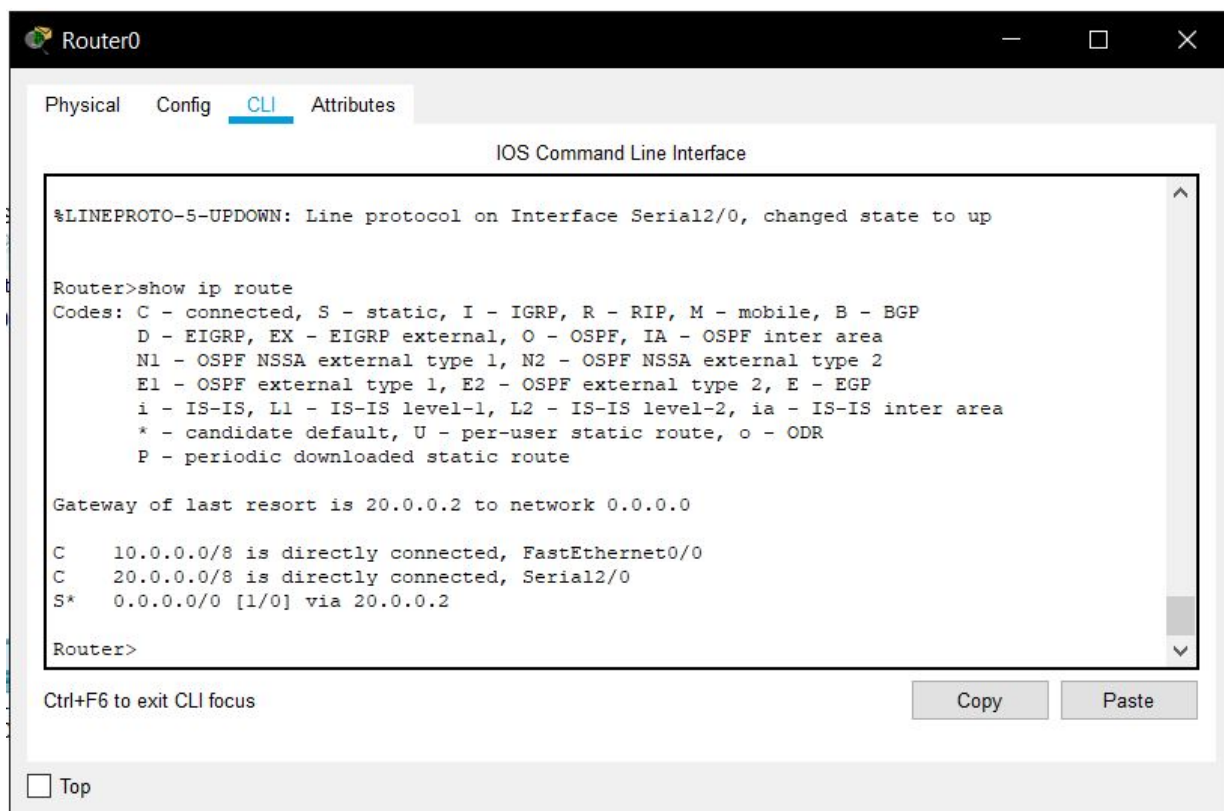 Router0
Physical Config CLI Attributes
IOS Command Line Interface
%LINEPROTO-5-UPDOWN: Line protocol on Interface Serial2/0, changed state to up
Router>show ip route
Codes: C - connected, S - static, I - IGRP, R - RIP, M - mobile, B - BGP
D - EIGRP, EX - EIGRP external, O - OSPF, IA - OSPF inter area
N1 - OSPF NSSA external type 1, N2 - OSPF NSSA external type 2
E1 - OSPF external type 1, E2 - OSPF external type 2, E - EGP
i - IS-IS, L1 - IS-IS level-1, L2 - IS-IS level-2, ia - IS-IS inter area
* - candidate default, U - per-user static route, o - ODR
P - periodic downloaded static route
Gateway of last resort is 20.0.0.2 to network 0.0.0.0
C 10.0.0.0/8 is directly connected, FastEthernet0/0
C 20.0.0.0/8 is directly connected, Serial2/0
S* 0.0.0.0/0 [1/0] via 20.0.0.2
Router>
Ctrl+F6 to exit CLI focus
Copy Paste
Top